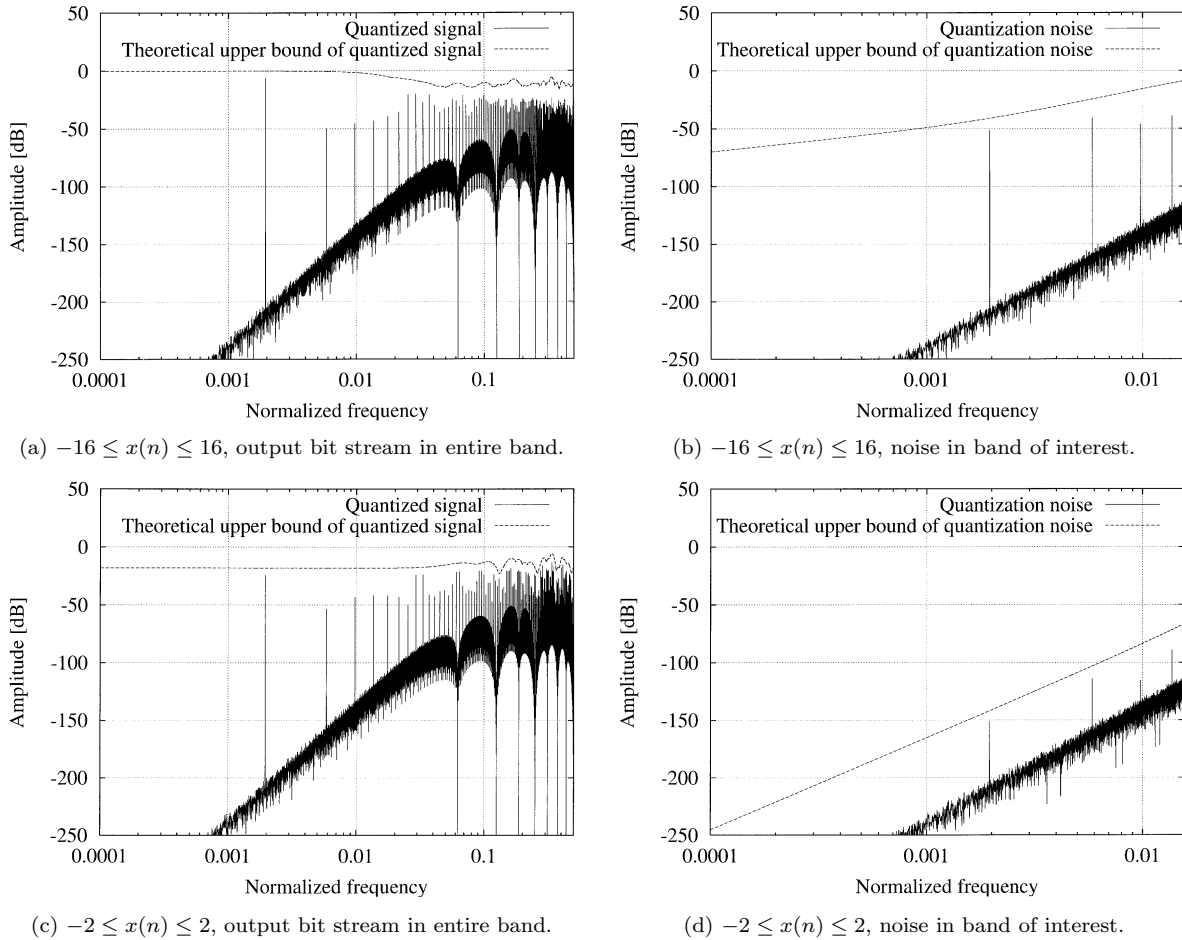 50
0
-50
-100
-150
-200
-250
Amplitude [dB]
Quantized signal
Theoretical upper bound of quantized signal
0.0001
0.001
0.01
0.1
Normalized frequency
(a) −16 ≤ x(n) ≤ 16, output bit stream in entire band.
50
0
-50
-100
-150
-200
-250
Amplitude [dB]
Quantization noise
Theoretical upper bound of quantization noise
0.0001
0.001
0.01
Normalized frequency
(b) −16 ≤ x(n) ≤ 16, noise in band of interest.
50
0
-50
-100
-150
-200
-250
Amplitude [dB]
Quantized signal
Theoretical upper bound of quantized signal
0.0001
0.001
0.01
0.1
Normalized frequency
(c) −2 ≤ x(n) ≤ 2, output bit stream in entire band.
50
0
-50
-100
-150
-200
-250
Amplitude [dB]
Quantization noise
Theoretical upper bound of quantization noise
0.0001
0.001
0.01
Normalized frequency
(d) −2 ≤ x(n) ≤ 2, noise in band of interest.